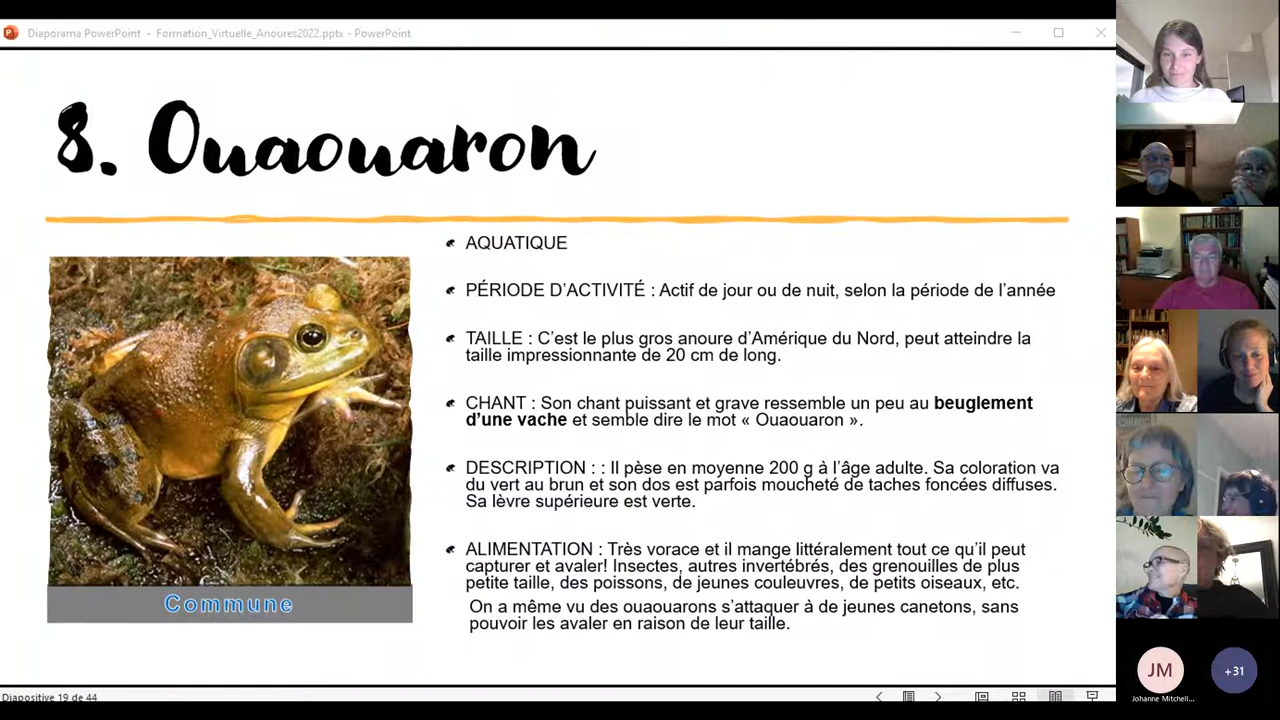 Diaporama PowerPoint - Formation_Virtuelle_Anoures2022.pptx - PowerPoint
8. Ouaouaron
AQUATIQUE
PÉRIODE D’ACTIVITÉ : Actif de jour ou de nuit, selon la période de l’année
TAILLE : C’est le plus gros anoure d’Amérique du Nord, peut atteindre la
taille impressionnante de 20 cm de long.
CHANT : Son chant puissant et grave ressemble un peu au beuglement
d’une vache et semble dire le mot « Ouaouaron ».
DESCRIPTION : : Il pèse en moyenne 200 g à l’âge adulte. Sa coloration va
du vert au brun et son dos est parfois moucheté de taches foncées diffuses.
Sa lèvre supérieure est verte.
ALIMENTATION : Très vorace et il mange littéralement tout ce qu’il peut
capturer et avaler! Insectes, autres invertébrés, des grenouilles de plus
petite taille, des poissons, de jeunes couleuvres, de petits oiseaux, etc.
On a même vu des ouaouarons s’attaquer à de jeunes canetons, sans
pouvoir les avaler en raison de leur taille.
Commune
Diapositive 19 de 44
JM
+31
Johanne Mitchell...